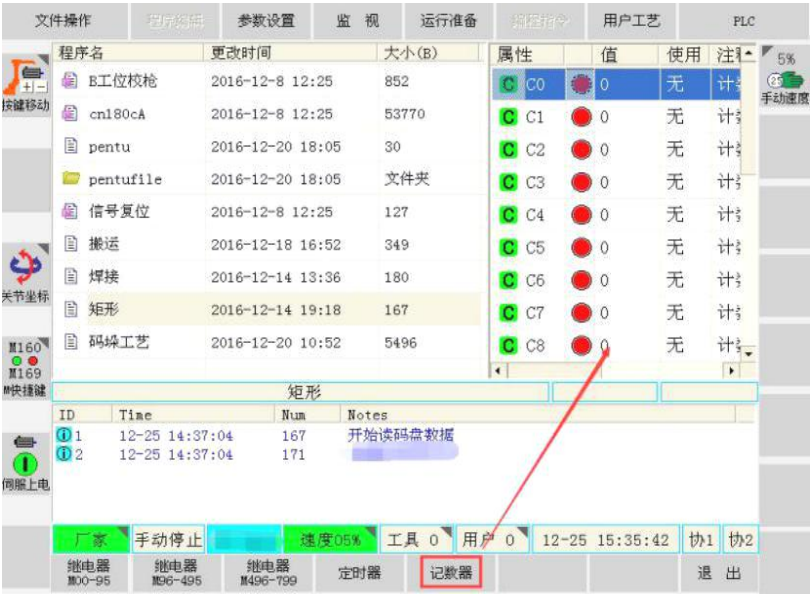 文件操作 参数设置 监 视 运行准备 用户工艺 PLC
程序名 更改时间 大小(B) 属性 值 使用 注释
5%
手动速度
按键移动
B工位校枪 2016-12-8 12:25 852 C C0 0 无
cn180cA 2016-12-8 12:25 53770 C C1 0 无
pentu 2016-12-20 18:05 30 C C2 0 无
pentufile 2016-12-20 18:05 文件夹 C C3 0 无
信号复位 2016-12-8 12:25 127 C C4 0 无
搬运 2016-12-18 16:52 349 C C5 0 无
焊接 2016-12-14 13:36 180 C C6 0 无
矩形 2016-12-14 19:18 167 C C7 0 无
码垛工艺 2016-12-20 10:52 5496 C C8 0 无
关节坐标
M160
M169
M快捷键
矩形
ID Time Num Notes
1 12-25 14:37:04 167 开始读码盘数据
2 12-25 14:37:04 171
伺服上电
厂家 手动停止 速度05% 工具 0 用户 0 12-25 15:35:42 协1 协2
继电器 M00-95 继电器 M96-495 继电器 M496-799 定时器 记数器 退 出